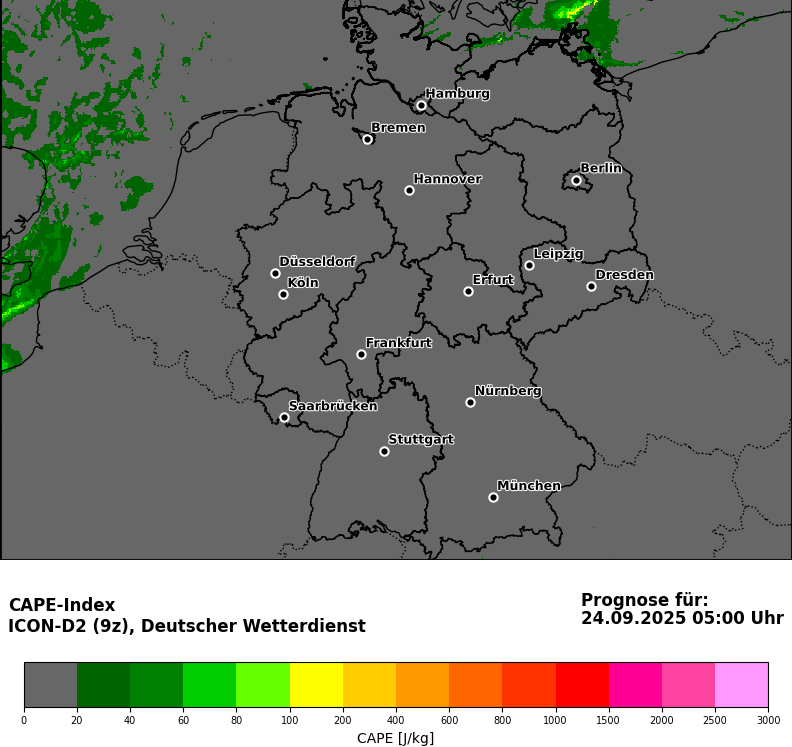 Hamburg
Bremen
Berlin
Hannover
Leipzig
Düsseldorf
Dresden
Köln
Erfurt
Frankfurt
Nürnberg
Saarbrücken
Stuttgart
München
CAPE-Index
ICON-D2 (9z), Deutscher Wetterdienst
Prognose für:
24.09.2025 05:00 Uhr
0 20 40 60 80 100 200 400 600 800 1000 1500 2000 2500 3000
CAPE [J/kg]